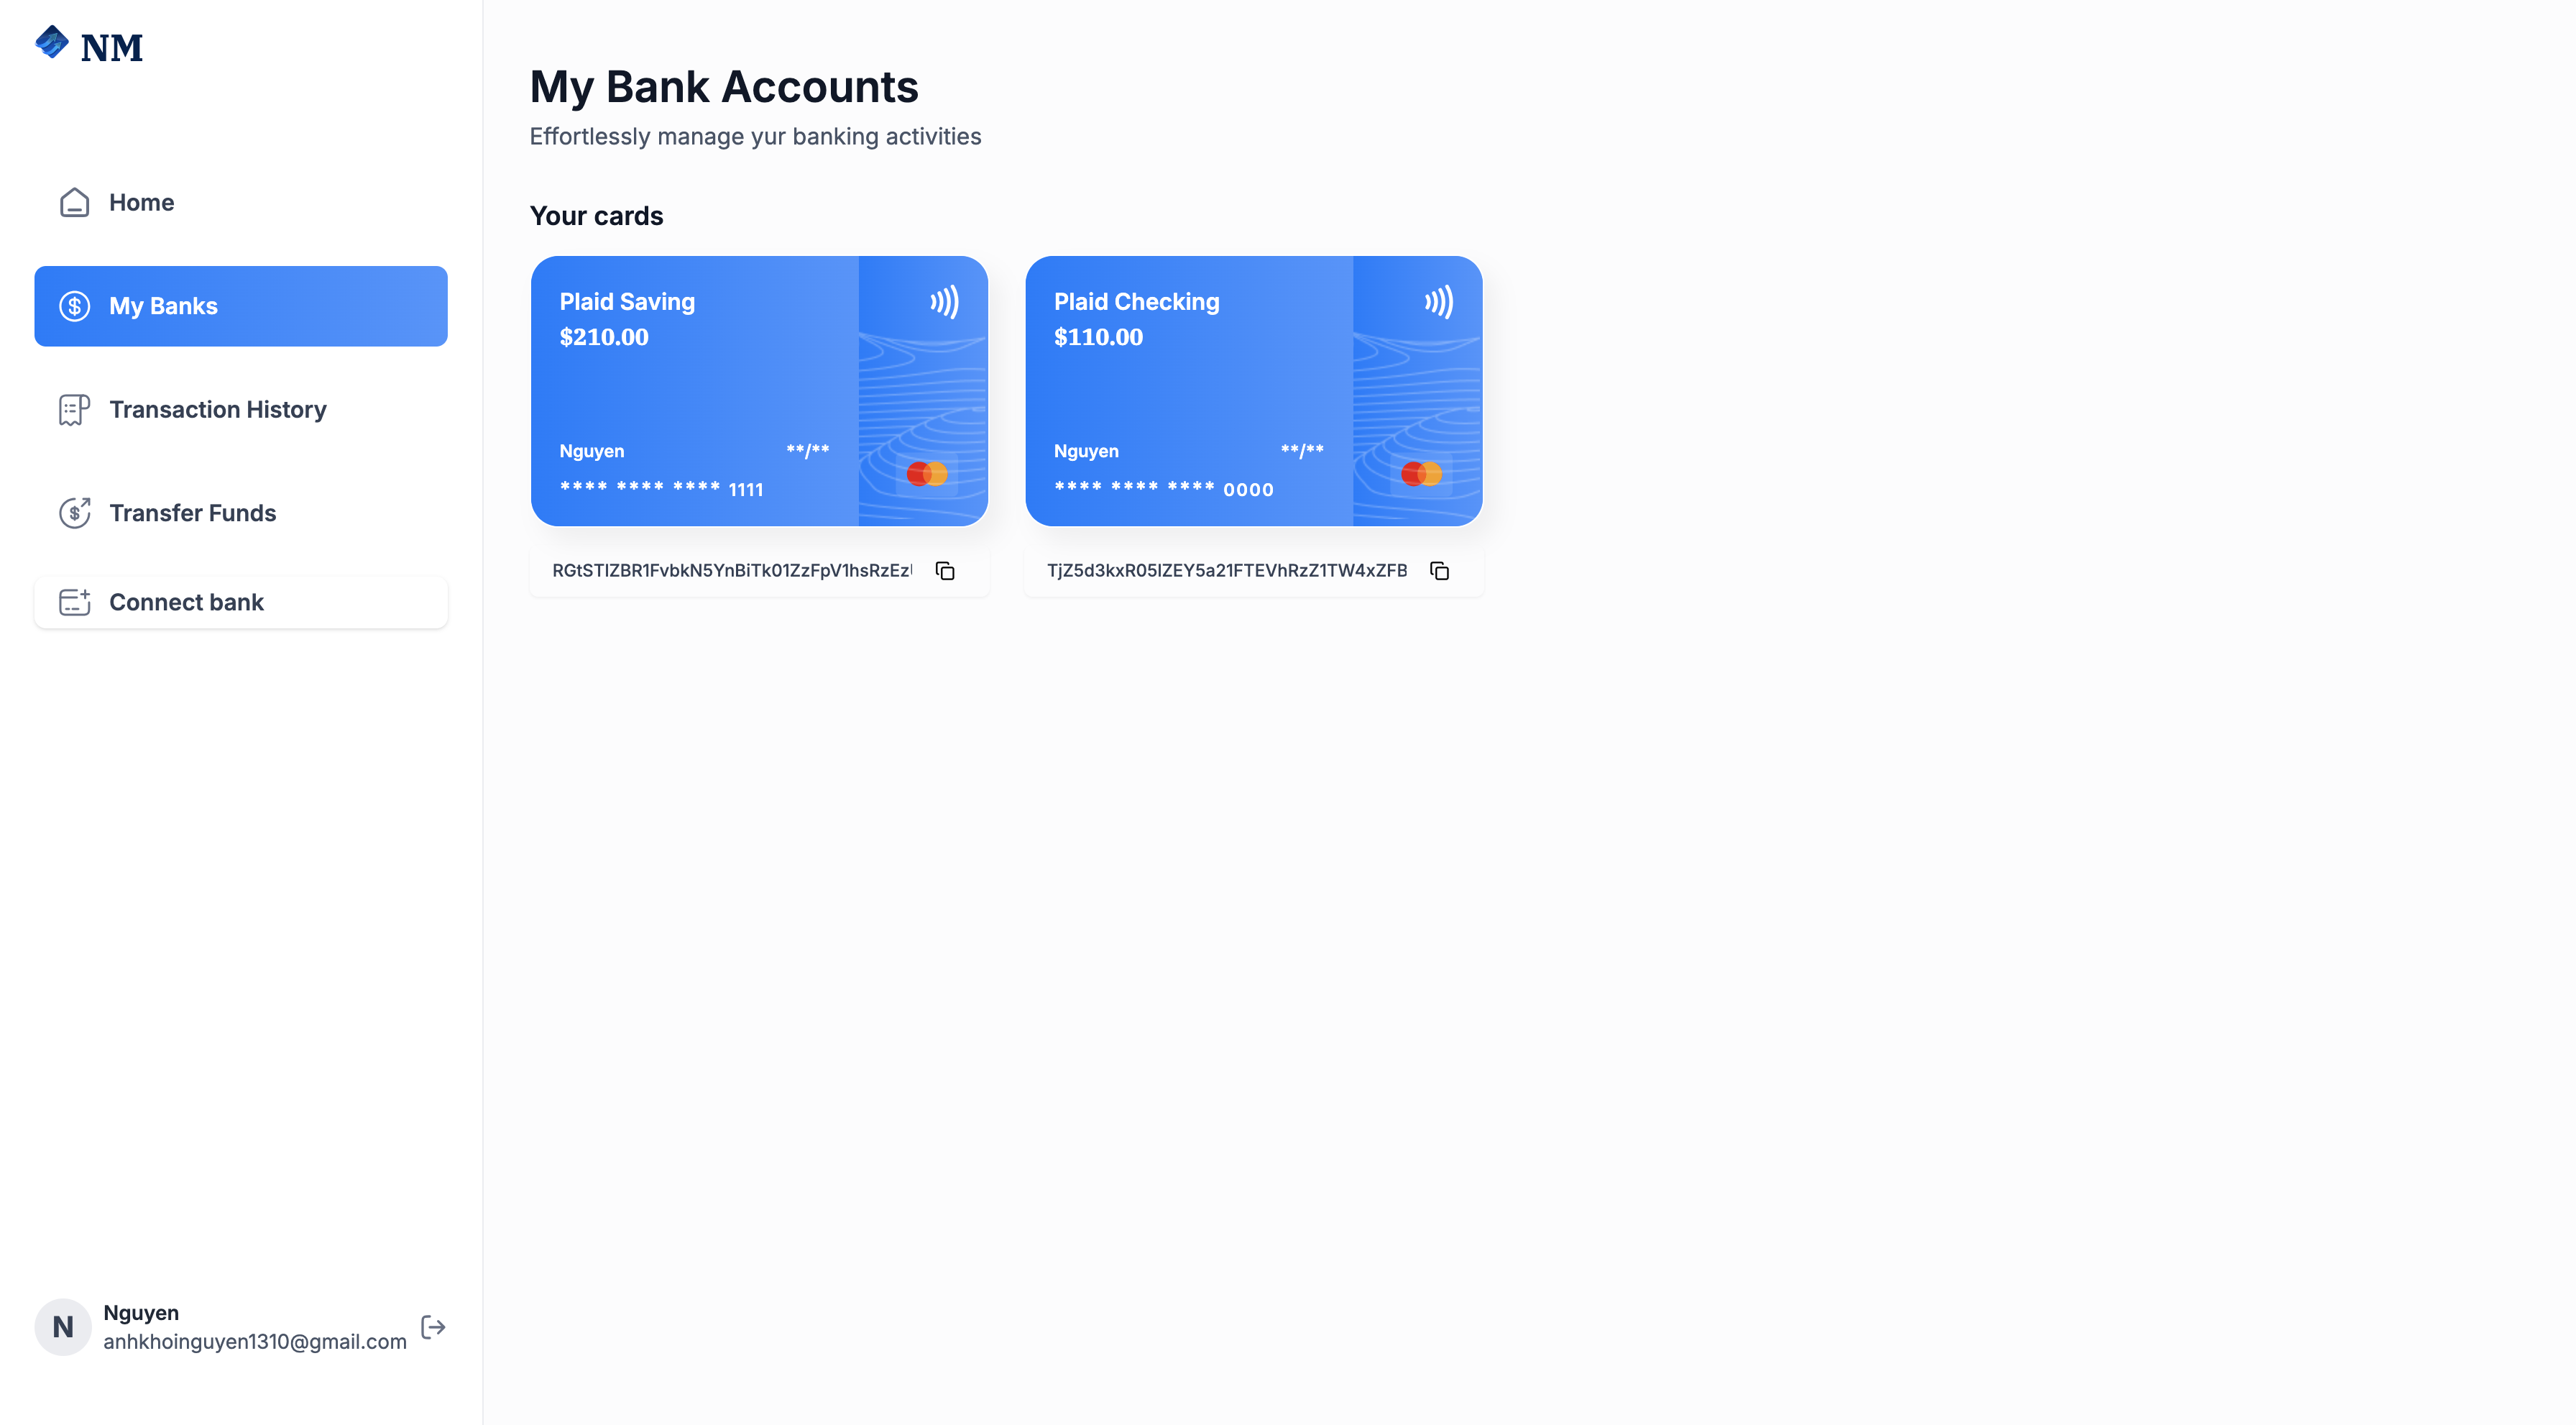 NM
Home
My Banks
Transaction History
Transfer Funds
Connect bank
Nguyen
anhkhoinguyen1310@gmail.com
My Bank Accounts
Effortlessly manage yur banking activities
Your cards
Plaid Saving
$210.00
Nguyen **/**
**** **** **** 1111
Plaid Checking
$110.00
Nguyen **/**
**** **** **** 0000
RGtSTlZBR1FvbkN5YnBiTk01ZzFpV1hsRzEz
TjZ5d3kxR05lZEY5a21FTEVhRzZ1TW4xZFB
N